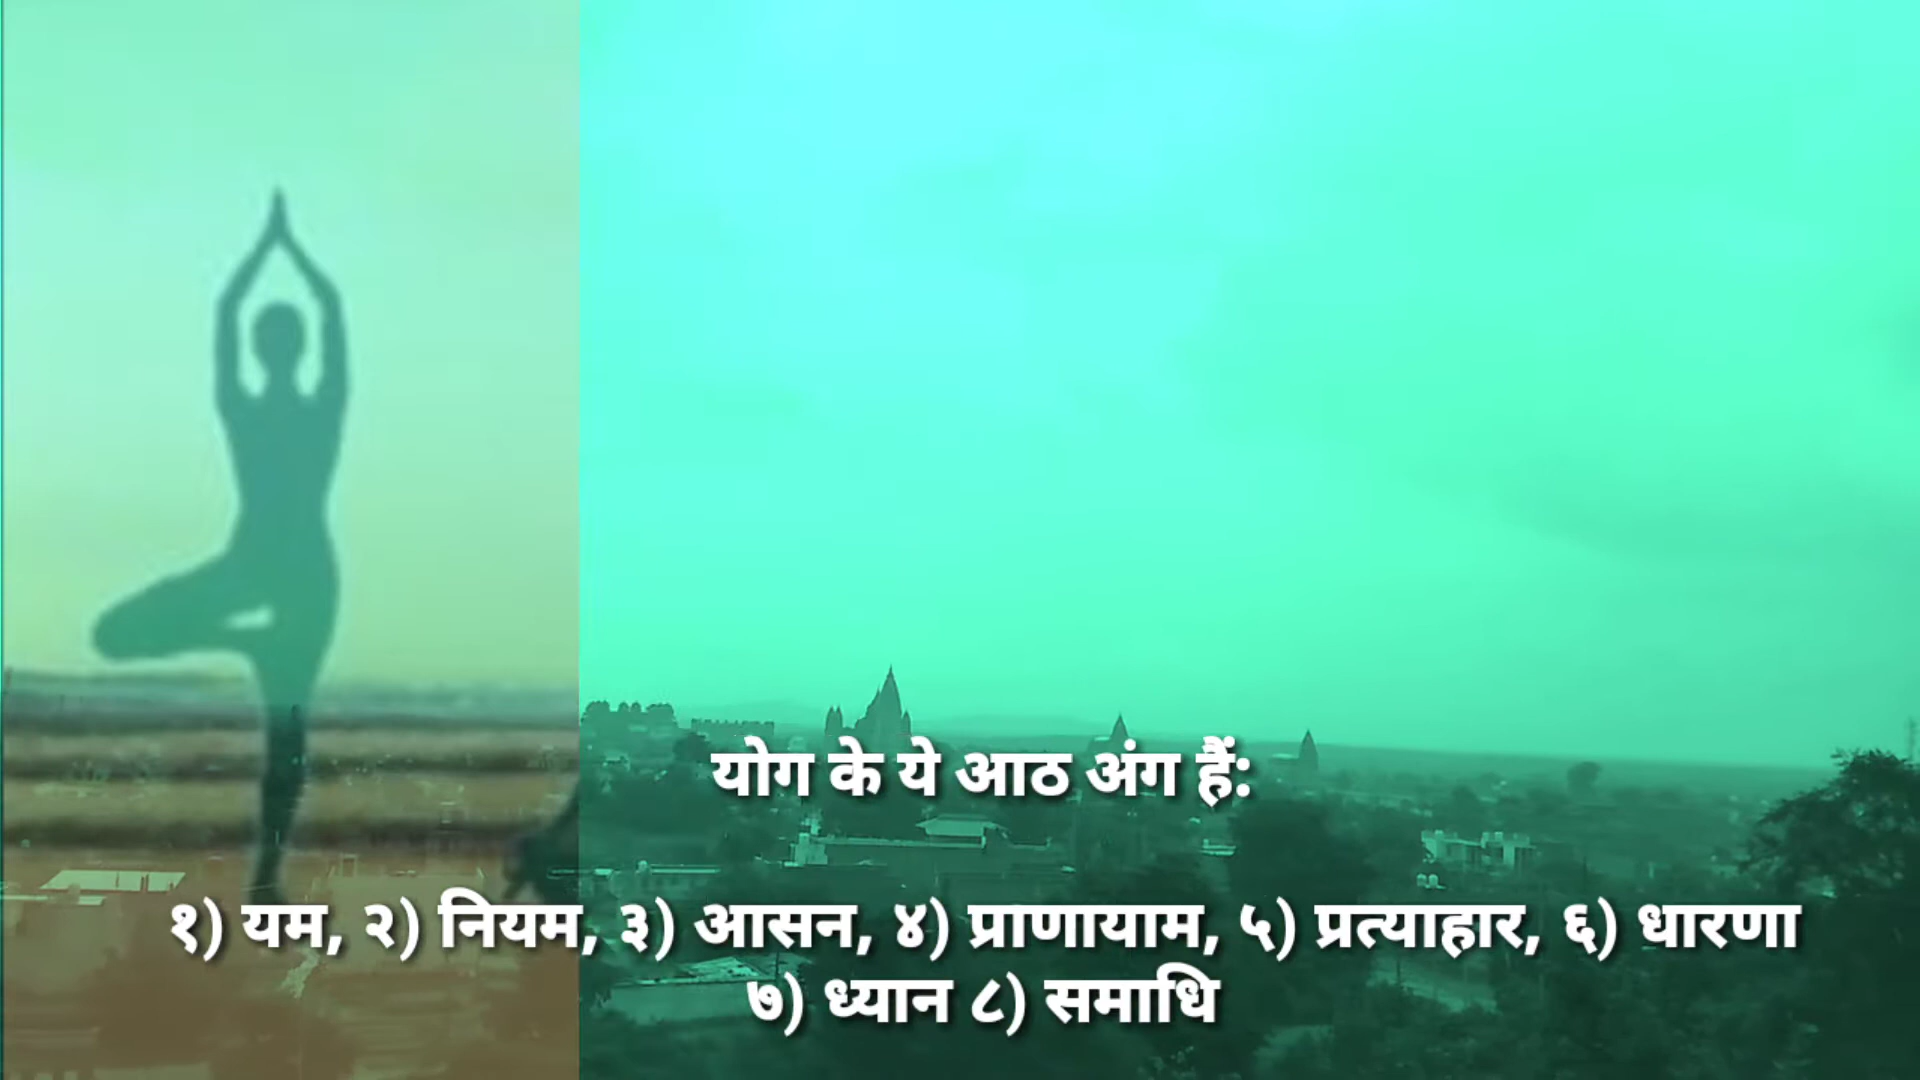 योग के ये आठ अंग हैं:
१) यम, २) नियम, ३) आसन, ४) प्राणायाम, ५) प्रत्याहार, ६) धारणा
७) ध्यान ८) समाधि